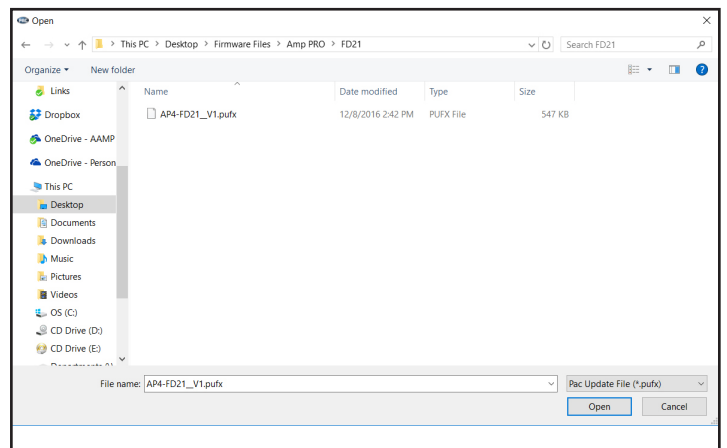 Open
This PC > Desktop > Firmware Files > Amp PRO > FD21
Search FD21
Organize
New folder
Name
Date modified
Type
Size
Links
Dropbox
OneDrive - AAMP
OneDrive - Person
This PC
Desktop
Documents
Downloads
Music
Pictures
Videos
OS (C:)
CD Drive (D:)
CD Drive (E:)
AP4-FD21__V1.pufx
12/8/2016 2:42 PM
PUFX File
547 KB
File name:
AP4-FD21__V1.pufx
Pac Update File (*.pufx)
Open
Cancel